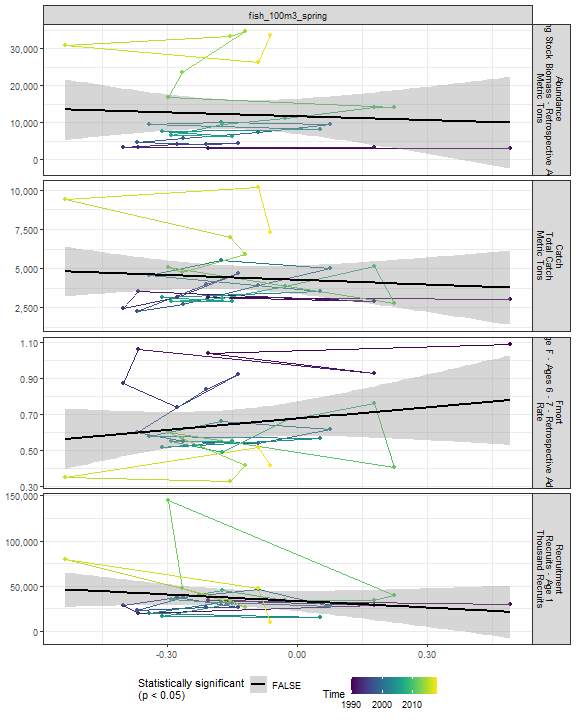 fish_100m3_spring
30,000
20,000
10,000
0
Abundance
ng Stock Biomass - Retrospective A
Metric Tons
10,000
7,500
5,000
2,500
Catch
Total Catch
Metric Tons
1.10
0.90
0.70
0.50
0.30
Fmort
ge F - Ages 6 - 7 - Retrospective Ad
Rate
150,000
100,000
50,000
0
Recruitment
Recruits - Age 1
Thousand Recruits
-0.30 0.00 0.30
Statistically significant
(p < 0.05)
FALSE
Time
1990 2000 2010